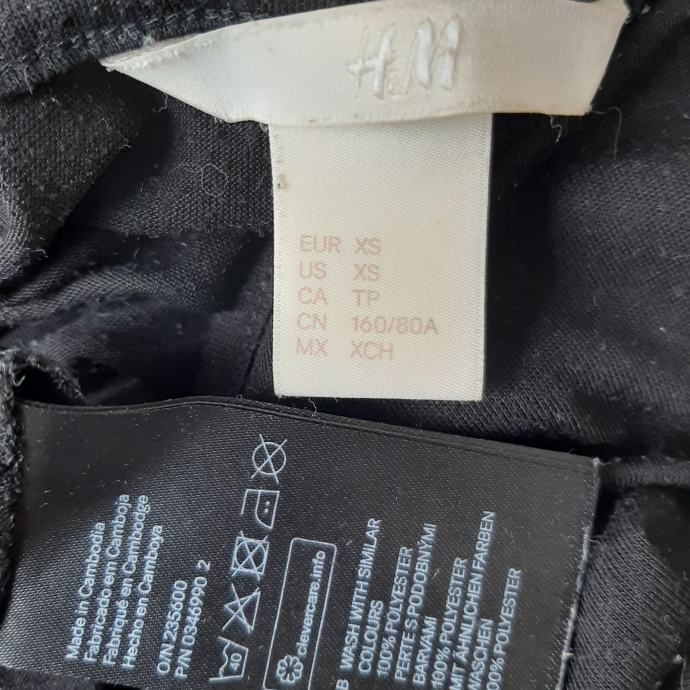 H&M
EUR XS
US XS
CA TP
CN 160/80A
MX XCH
Made in Cambodia
Fabricado en Camboja
Fabriqué en Cambodge
Hecho en Camboya
O/N 235600
P/N 0346990 2
40
clevercare.info
WASH WITH SIMILAR
COLOURS
100% POLYESTER
PERTE S PODOBNÝMI
BARVAMI
100% POLYESTER
MIT ÄHNLICHEN FARBEN
WASCHEN
100% POLYESTER